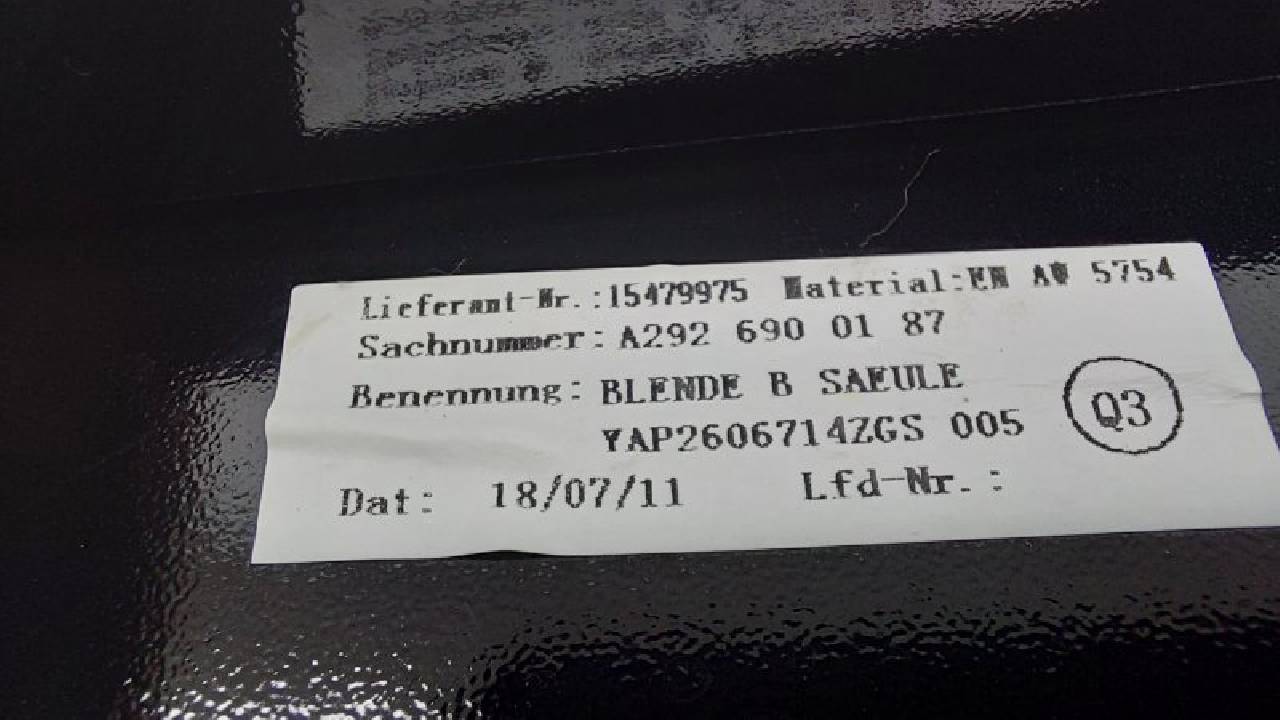 Lieferant-Nr.:15479975 Material:EN AW 5754
Sachnummer: A292 690 01 87
Benennung: BLENDE B SAEULE
YAP2606714ZGS 005
Q3
Dat: 18/07/11 Lfd-Nr.: